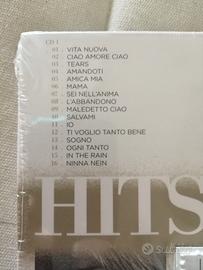 CD 1
01 . VITA NUOVA
02 . CIAO AMORE CIAO
03 . TEARS
04 . AMANDOTI
05 . AMICA MIA
06 . MAMA
07 . SEI NELL'ANIMA
08 . L'ABBANDONO
09 . MALEDETTO CIAO
10 . SALVAMI
11 . IO
12 . TI VOGLIO TANTO BENE
13 . SOGNO
14 . OGNI TANTO
15 . IN THE RAIN
16 . NINNA NEIN
HITS
SUBITO